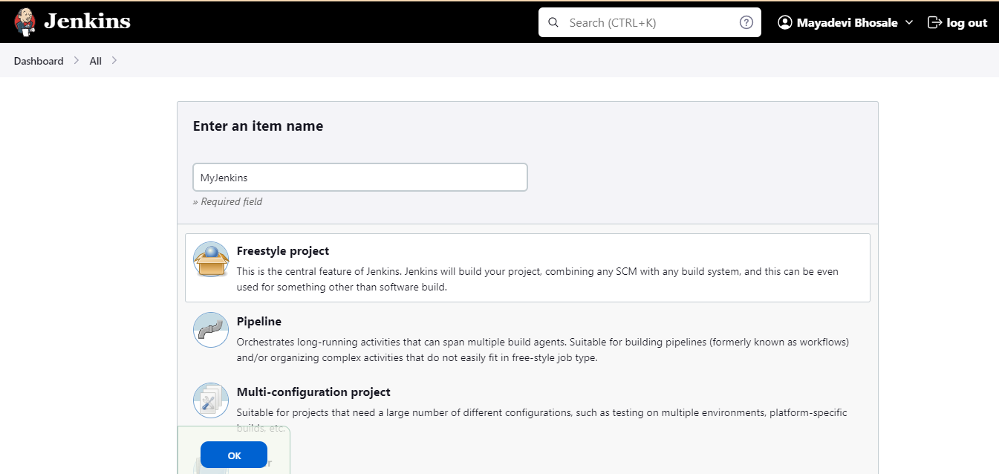 Jenkins
Search (CTRL+K)
?
Mayadevi Bhosale
log out
Dashboard
All
Enter an item name
MyJenkins
» Required field
Freestyle project
This is the central feature of Jenkins. Jenkins will build your project, combining any SCM with any build system, and this can be even
used for something other than software build.
Pipeline
Orchestrates long-running activities that can span multiple build agents. Suitable for building pipelines (formerly known as workflows)
and/or organizing complex activities that do not easily fit in free-style job type.
Multi-configuration project
Suitable for projects that need a large number of different configurations, such as testing on multiple environments, platform-specific
builds, etc.
OK